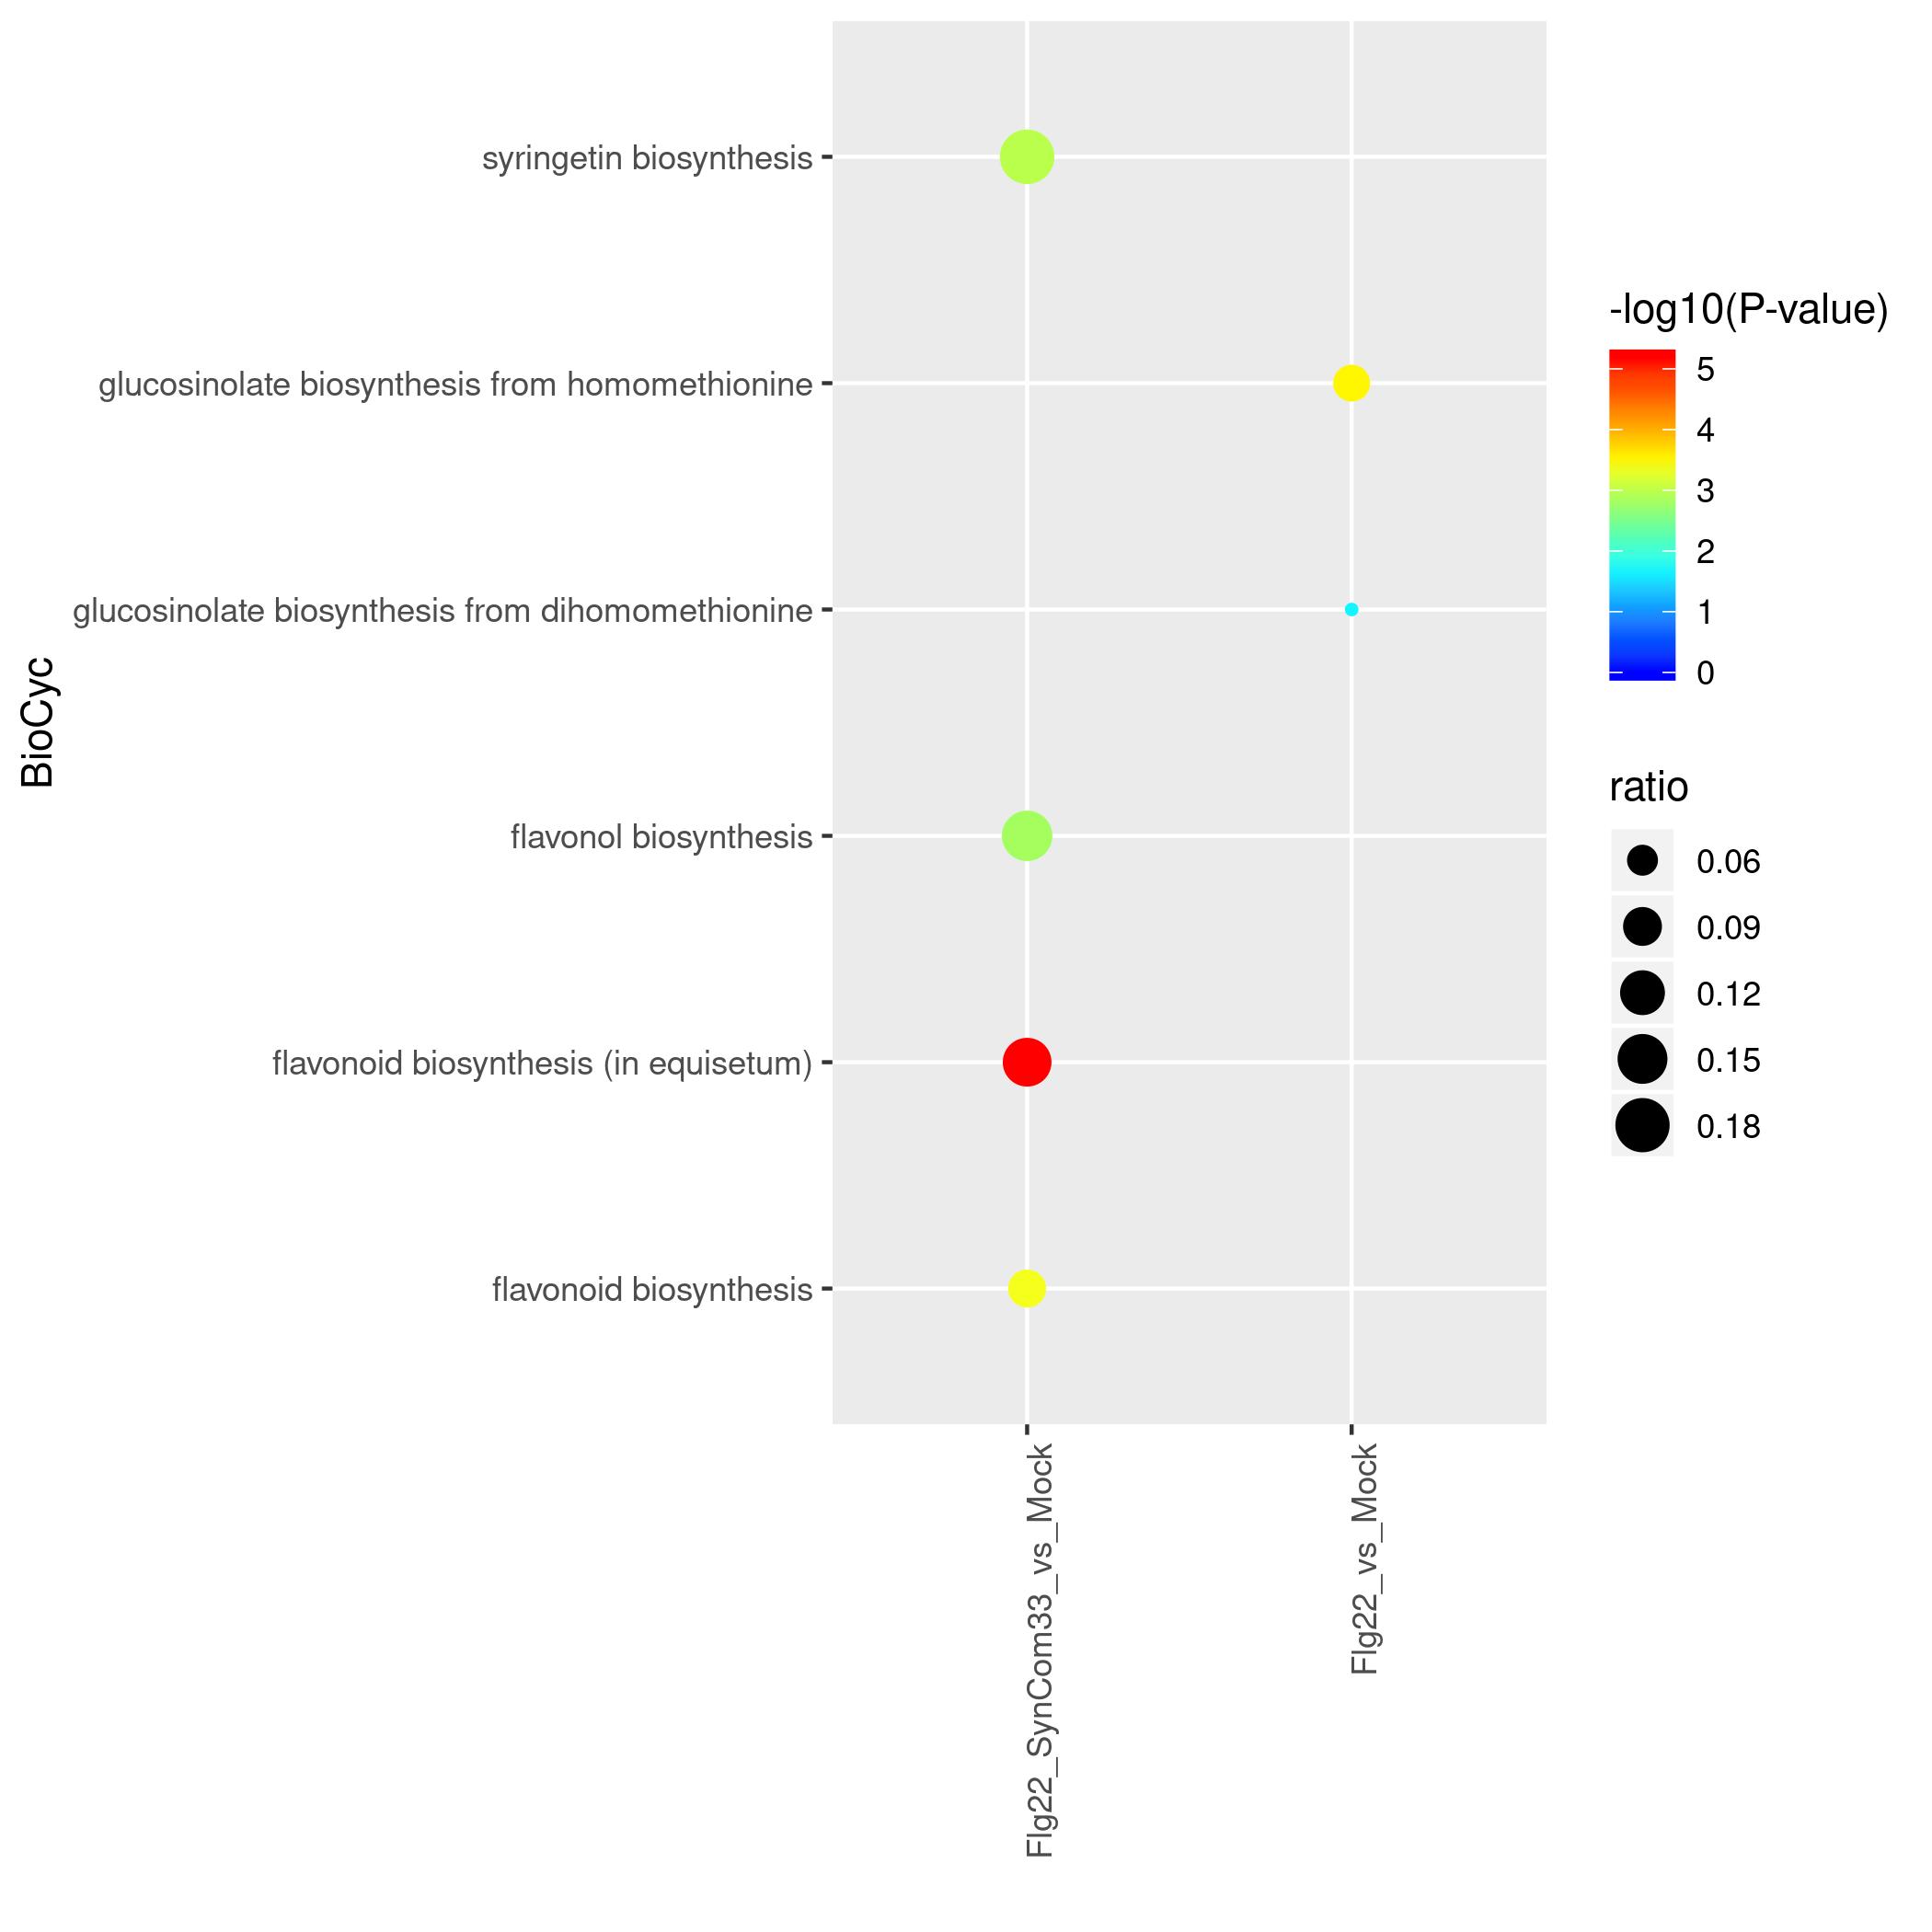 BioCyc
syringetin biosynthesis
glucosinolate biosynthesis from homomethionine
glucosinolate biosynthesis from dihomomethionine
flavonol biosynthesis
flavonoid biosynthesis (in equisetum)
flavonoid biosynthesis
Flg22_SynCom33_vs_Mock
Flg22_vs_Mock
-log10(P-value)
5
4
3
2
1
0
ratio
0.06
0.09
0.12
0.15
0.18